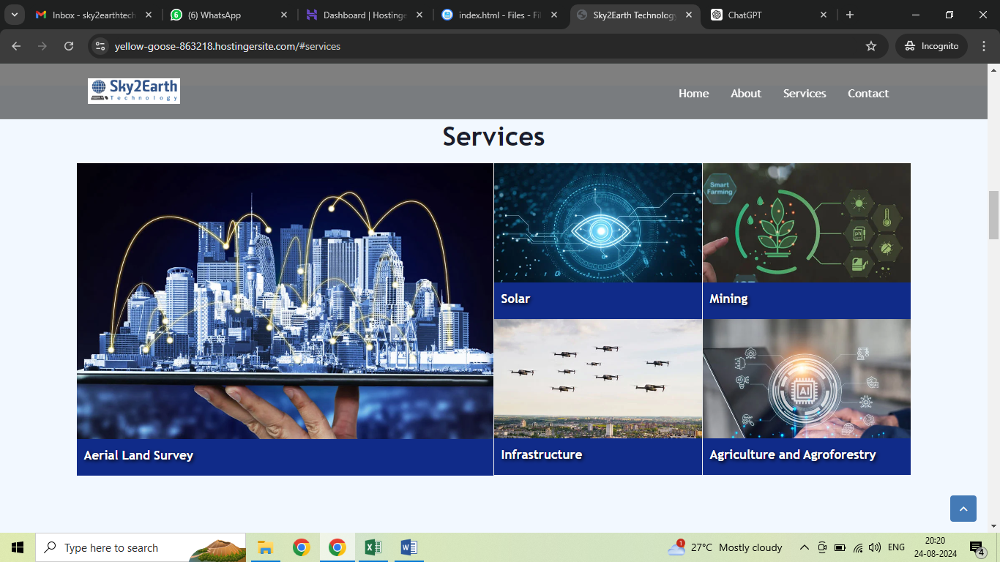 Inbox - sky2earthtech
(6) WhatsApp
Dashboard | Hostinge
index.html - Files - Fil
Sky2Earth Technology
ChatGPT
yellow-goose-863218.hostingersite.com/#services
Incognito
Sky2Earth
Technology
Home
About
Services
Contact
Services
Smart
Farming
ph
Solar
Mining
AI
AI
Aerial Land Survey
Infrastructure
Agriculture and Agroforestry
Type here to search
1
27°C Mostly cloudy
ENG
20:20
24-08-2024
4